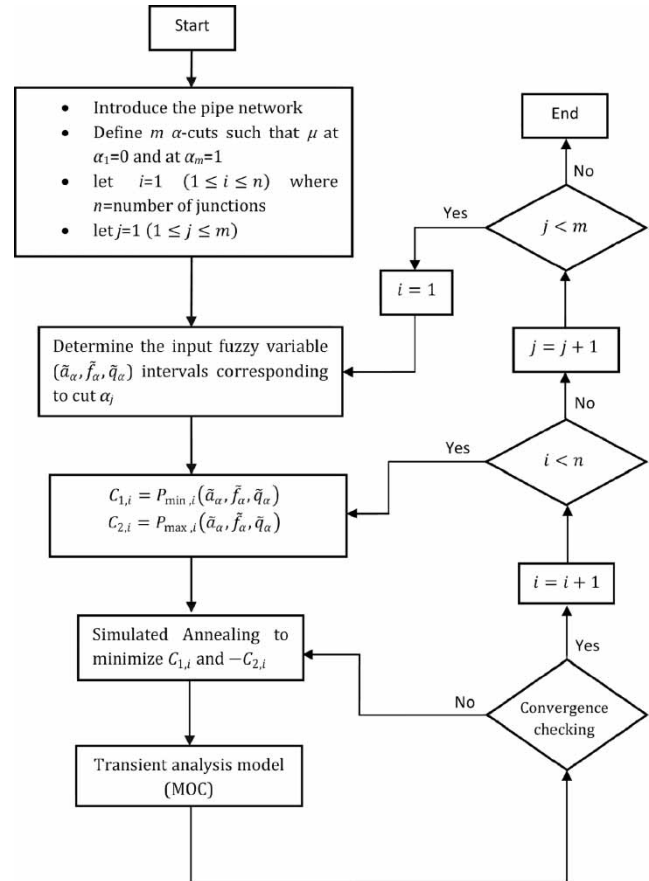 Start
• Introduce the pipe network
• Define m α-cuts such that μ at
α₁=0 and at αₘ=1
• let i=1 (1 ≤ i ≤ n) where
n=number of junctions
• let j=1 (1 ≤ j ≤ m)
Determine the input fuzzy variable
(ã_α, f̃_α, q̃_α) intervals corresponding
to cut αⱼ
C₁,ᵢ = P_min,ᵢ(ã_α, f̃_α, q̃_α)
C₂,ᵢ = P_max,ᵢ(ã_α, f̃_α, q̃_α)
Simulated Annealing to
minimize C₁,ᵢ and −C₂,ᵢ
Transient analysis model
(MOC)
Convergence
checking
No
Yes
i = i + 1
i < n
Yes
No
j = j + 1
j < m
Yes
i = 1
No
End